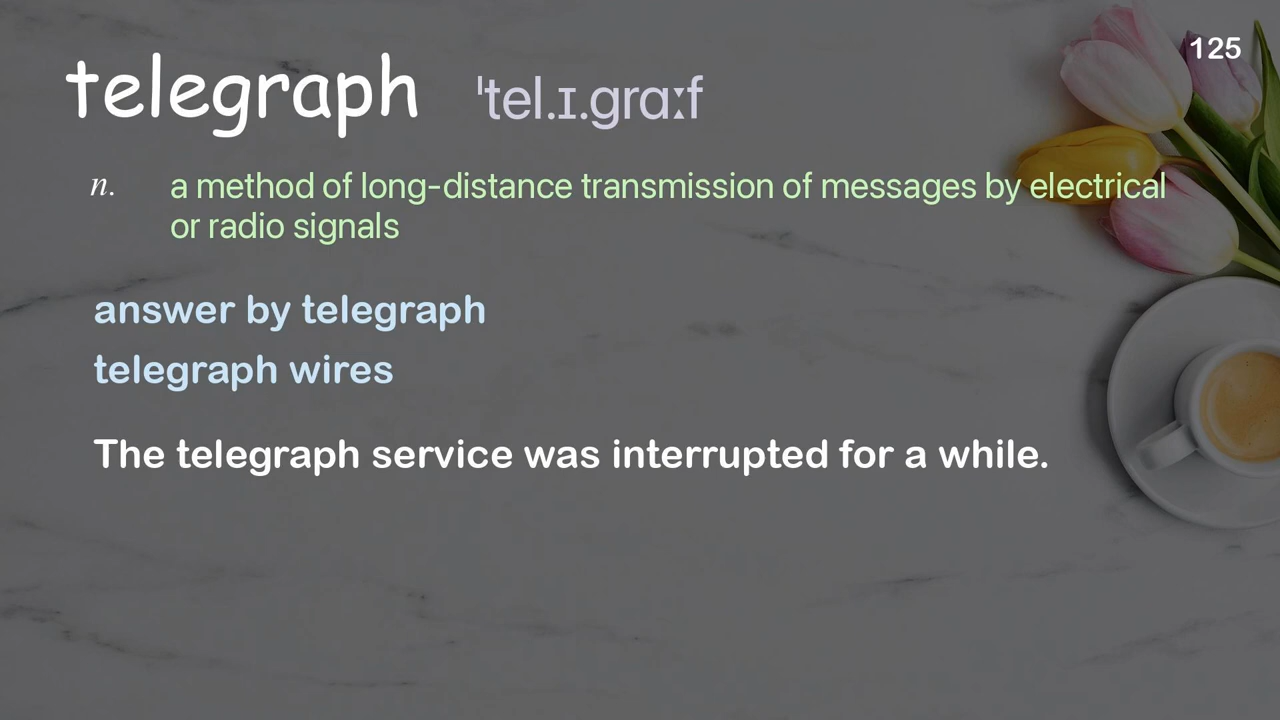 125
telegraph ˈtel.ɪ.grɑːf
n. a method of long-distance transmission of messages by electrical
or radio signals
answer by telegraph
telegraph wires
The telegraph service was interrupted for a while.